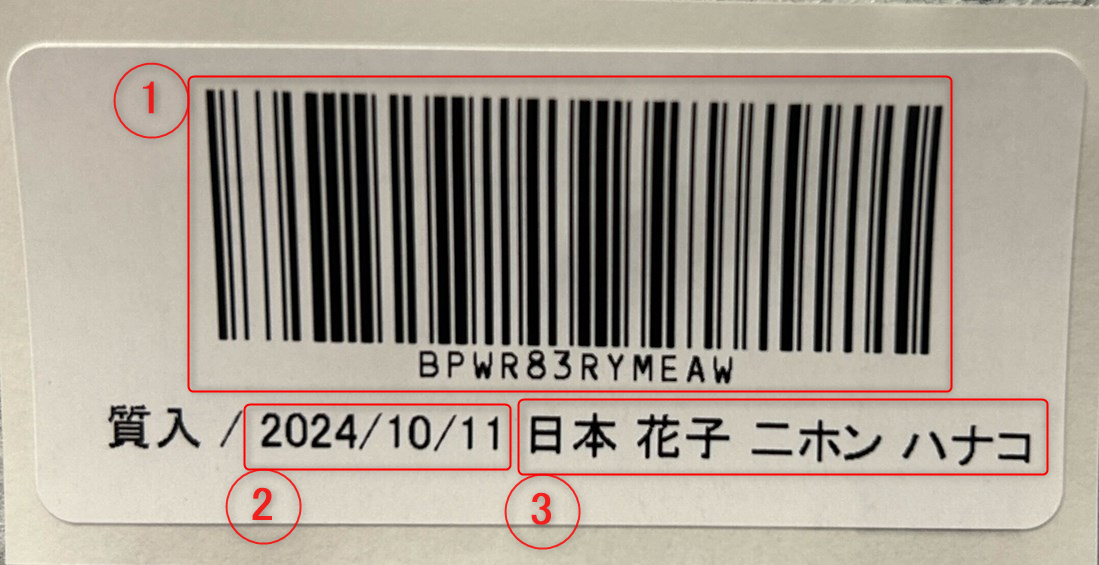 ①
BPWR83RYMEAW
質入 / 2024/10/11 日本 花子 ニホン ハナコ
② ③